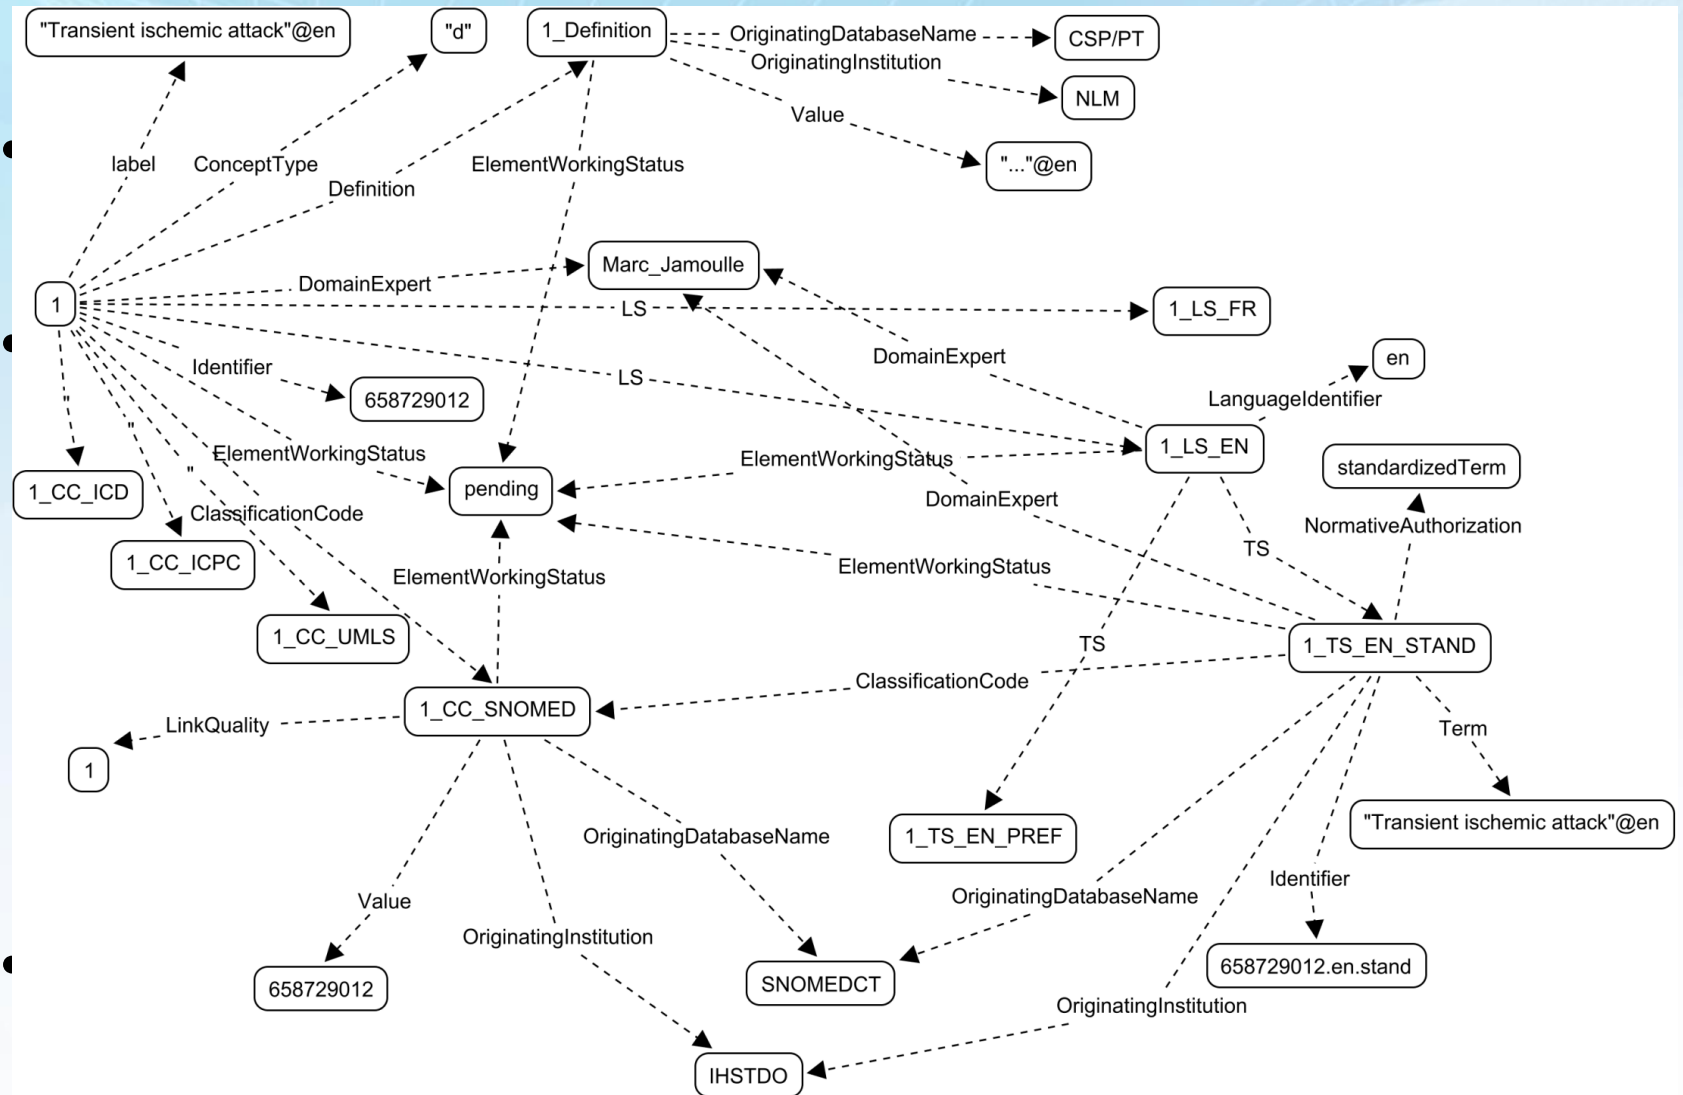 "Transient ischemic attack"@en
"d"
1_Definition
OriginatingDatabaseName
CSP/PT
OriginatingInstitution
NLM
Value
"..."@en
label
ConceptType
Definition
ElementWorkingStatus
Marc_Jamoulle
DomainExpert
1
LS
1_LS_FR
DomainExpert
en
Identifier
LS
658729012
LanguageIdentifier
"
"
1_LS_EN
ElementWorkingStatus
ElementWorkingStatus
standardizedTerm
"
1_CC_ICD
pending
DomainExpert
ClassificationCode
NormativeAuthorization
TS
1_CC_ICPC
ElementWorkingStatus
ElementWorkingStatus
1_CC_UMLS
TS
1_TS_EN_STAND
ClassificationCode
1_CC_SNOMED
LinkQuality
Term
1
OriginatingDatabaseName
1_TS_EN_PREF
"Transient ischemic attack"@en
Identifier
Value
OriginatingDatabaseName
OriginatingInstitution
658729012.en.stand
658729012
SNOMEDCT
OriginatingInstitution
IHSTDO